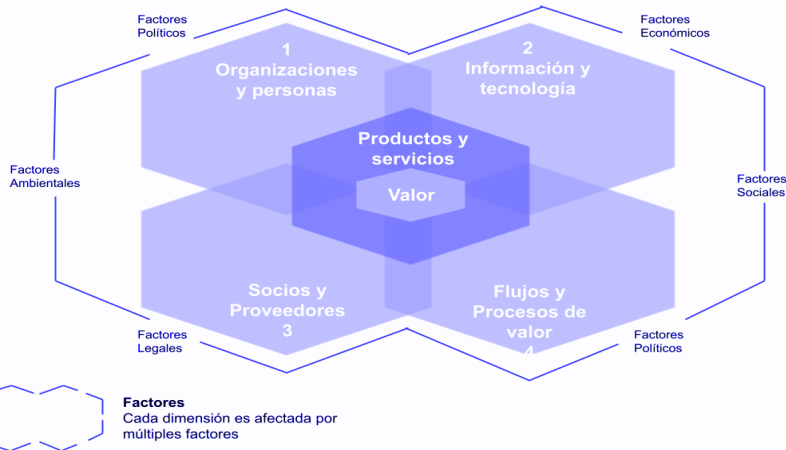 Factores
Políticos
Factores
Económicos
1
Organizaciones
y personas
2
Información y
tecnología
Productos y
servicios
Valor
Factores
Ambientales
Factores
Sociales
Socios y
Proveedores
3
Flujos y
Procesos de
valor
4
Factores
Legales
Factores
Políticos
Factores
Cada dimensión es afectada por
múltiples factores